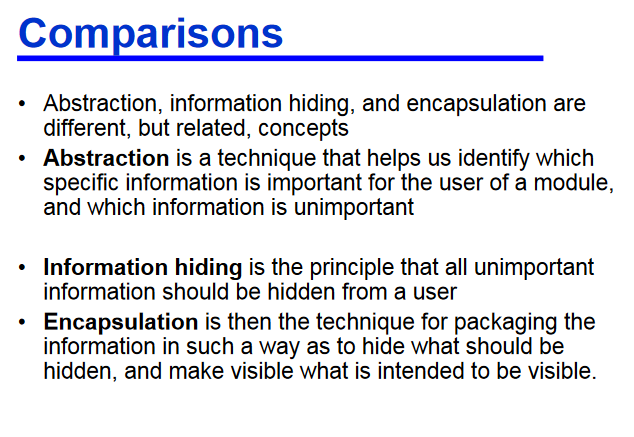 Comparisons
• Abstraction, information hiding, and encapsulation are
different, but related, concepts
• Abstraction is a technique that helps us identify which
specific information is important for the user of a module,
and which information is unimportant
• Information hiding is the principle that all unimportant
information should be hidden from a user
• Encapsulation is then the technique for packaging the
information in such a way as to hide what should be
hidden, and make visible what is intended to be visible.